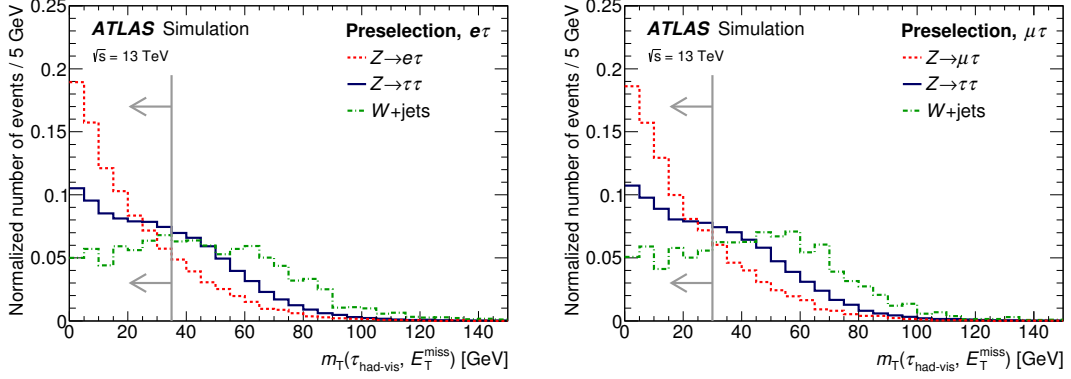 Normalized number of events / 5 GeV
0.25
0.2
0.15
0.1
0.05
0
ATLAS Simulation
√s = 13 TeV
Preselection, eτ
Z→eτ
Z→ττ
W+jets
0 20 40 60 80 100 120 140
m_T(τ_had-vis, E_T^miss) [GeV]
Normalized number of events / 5 GeV
0.25
0.2
0.15
0.1
0.05
0
ATLAS Simulation
√s = 13 TeV
Preselection, μτ
Z→μτ
Z→ττ
W+jets
0 20 40 60 80 100 120 140
m_T(τ_had-vis, E_T^miss) [GeV]